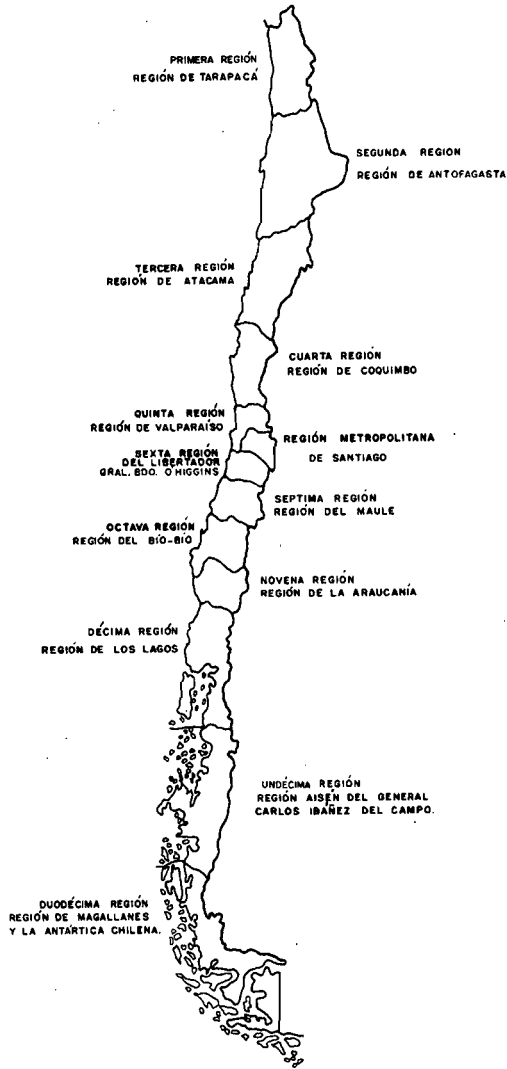 PRIMERA REGIÓN
REGIÓN DE TARAPACÁ
SEGUNDA REGION
REGIÓN DE ANTOFAGASTA
TERCERA REGIÓN
REGIÓN DE ATACAMA
CUARTA REGIÓN
REGIÓN DE COQUIMBO
QUINTA REGIÓN
REGIÓN DE VALPARAÍSO
REGIÓN METROPOLITANA
DE SANTIAGO
SEXTA REGIÓN
DEL LIBERTADOR
GRAL. BDO. O'HIGGINS
SEPTIMA REGIÓN
REGIÓN DEL MAULE
OCTAVA REGIÓN
REGIÓN DEL BÍO-BÍO
NOVENA REGIÓN
REGIÓN DE LA ARAUCANÍA
DÉCIMA REGIÓN
REGIÓN DE LOS LAGOS
UNDÉCIMA REGIÓN
REGIÓN AISÉN DEL GENERAL
CARLOS IBÁÑEZ DEL CAMPO.
DUODÉCIMA REGIÓN
REGIÓN DE MAGALLANES
Y LA ANTÁRTICA CHILENA.